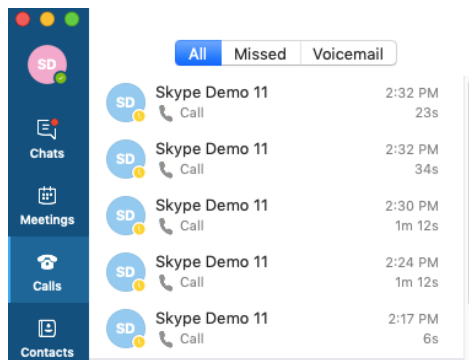 SD
Chats
Meetings
Calls
Contacts
All Missed Voicemail
SD Skype Demo 11 2:32 PM
Call 23s
SD Skype Demo 11 2:32 PM
Call 34s
SD Skype Demo 11 2:30 PM
Call 1m 12s
SD Skype Demo 11 2:24 PM
Call 1m 12s
SD Skype Demo 11 2:17 PM
Call 6s